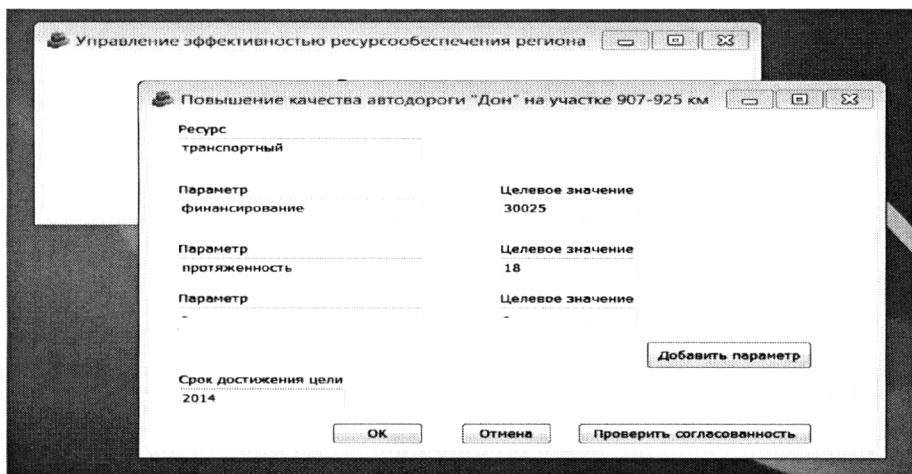 Управление эффективностью ресурсообеспечения региона
Повышение качества автодороги "Дон" на участке 907-925 км
Ресурс
транспортный
Параметр Целевое значение
финансирование 30025
Параметр Целевое значение
протяженность 18
Параметр Целевое значение
- -
Добавить параметр
Срок достижения цели
2014
ОК Отмена Проверить согласованность